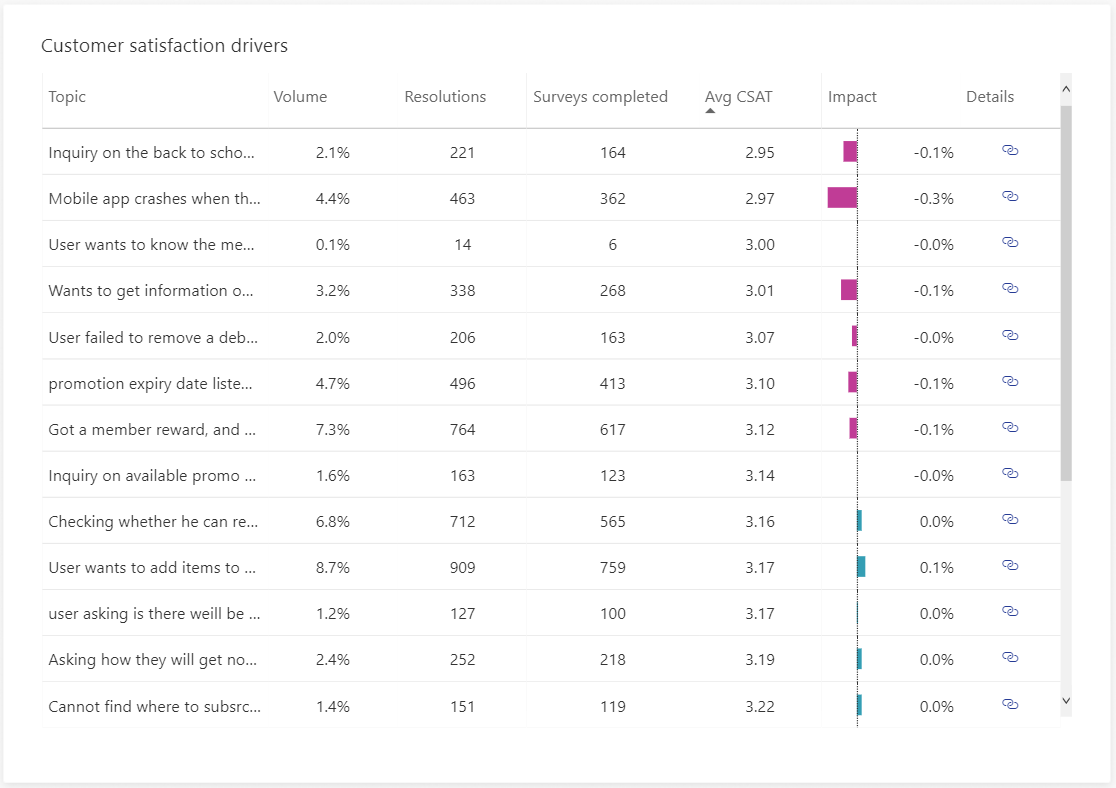 Customer satisfaction drivers
Topic Volume Resolutions Surveys completed Avg CSAT Impact Details
Inquiry on the back to scho... 2.1% 221 164 2.95 -0.1%
Mobile app crashes when th... 4.4% 463 362 2.97 -0.3%
User wants to know the me... 0.1% 14 6 3.00 -0.0%
Wants to get information o... 3.2% 338 268 3.01 -0.1%
User failed to remove a deb... 2.0% 206 163 3.07 -0.0%
promotion expiry date liste... 4.7% 496 413 3.10 -0.1%
Got a member reward, and ... 7.3% 764 617 3.12 -0.1%
Inquiry on available promo ... 1.6% 163 123 3.14 -0.0%
Checking whether he can re... 6.8% 712 565 3.16 0.0%
User wants to add items to ... 8.7% 909 759 3.17 0.1%
user asking is there weill be ... 1.2% 127 100 3.17 0.0%
Asking how they will get no... 2.4% 252 218 3.19 0.0%
Cannot find where to subsrc... 1.4% 151 119 3.22 0.0%